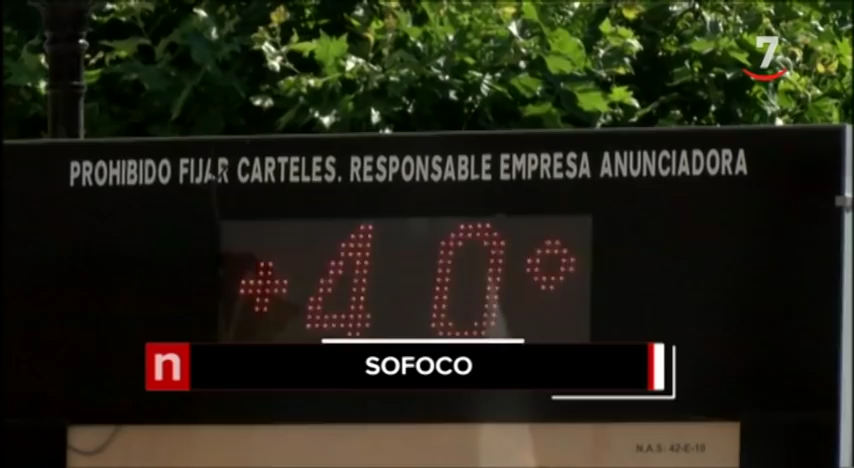 7
PROHIBIDO FIJAR CARTELES. RESPONSABLE EMPRESA ANUNCIADORA
+40°
n SOFOCO
N.A.S: 42-E-10